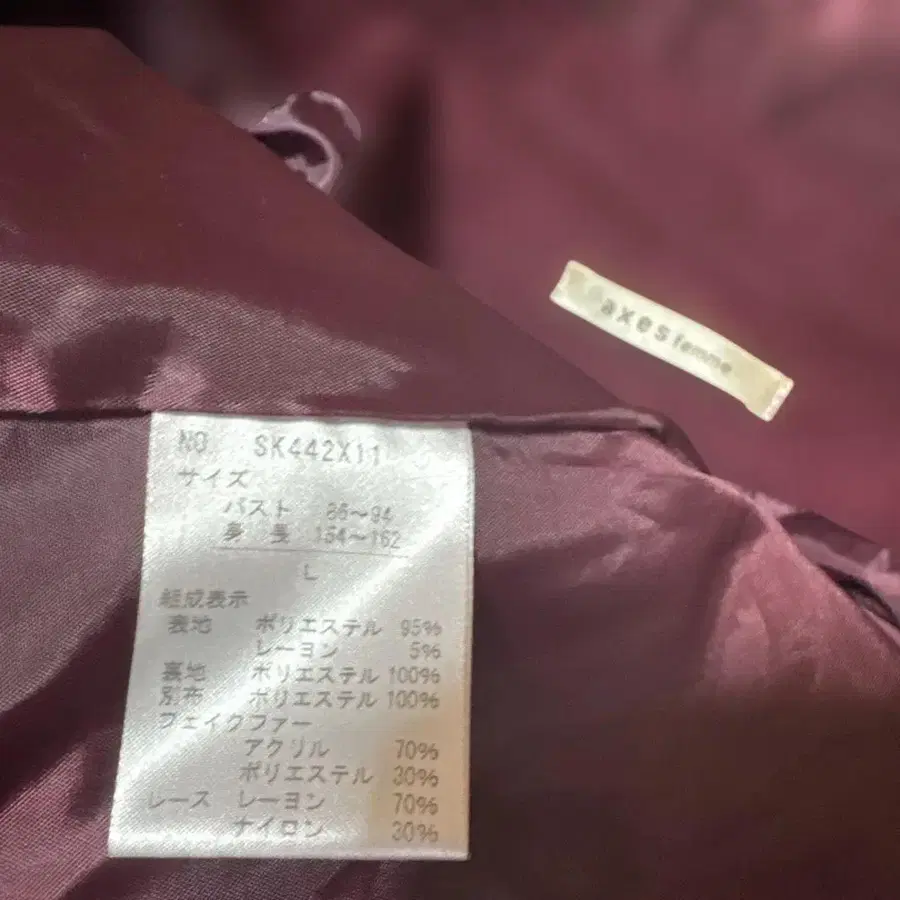 axes femme
NO SK442X11
サイズ
バスト 86～94
身長 154～162
L
組成表示
表地 ポリエステル 95%
レーヨン 5%
裏地 ポリエステル 100%
別布 ポリエステル 100%
フェイクファー
アクリル 70%
ポリエステル 30%
レース レーヨン 70%
ナイロン 30%